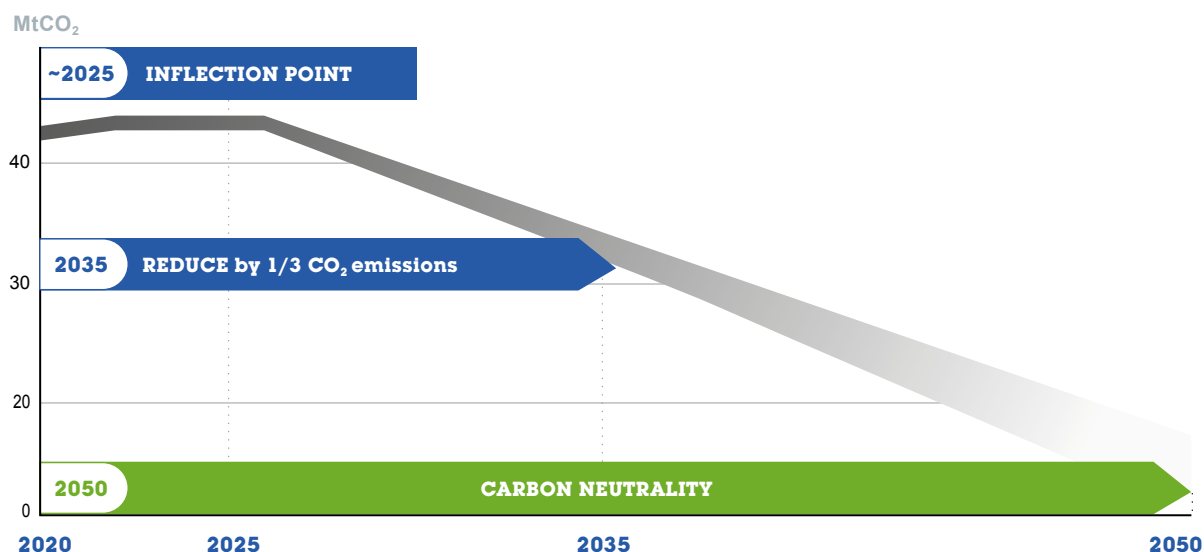 MtCO₂
~2025 INFLECTION POINT
40
2035 REDUCE by 1/3 CO₂ emissions
30
20
2050 CARBON NEUTRALITY
0
2020 2025 2035 2050